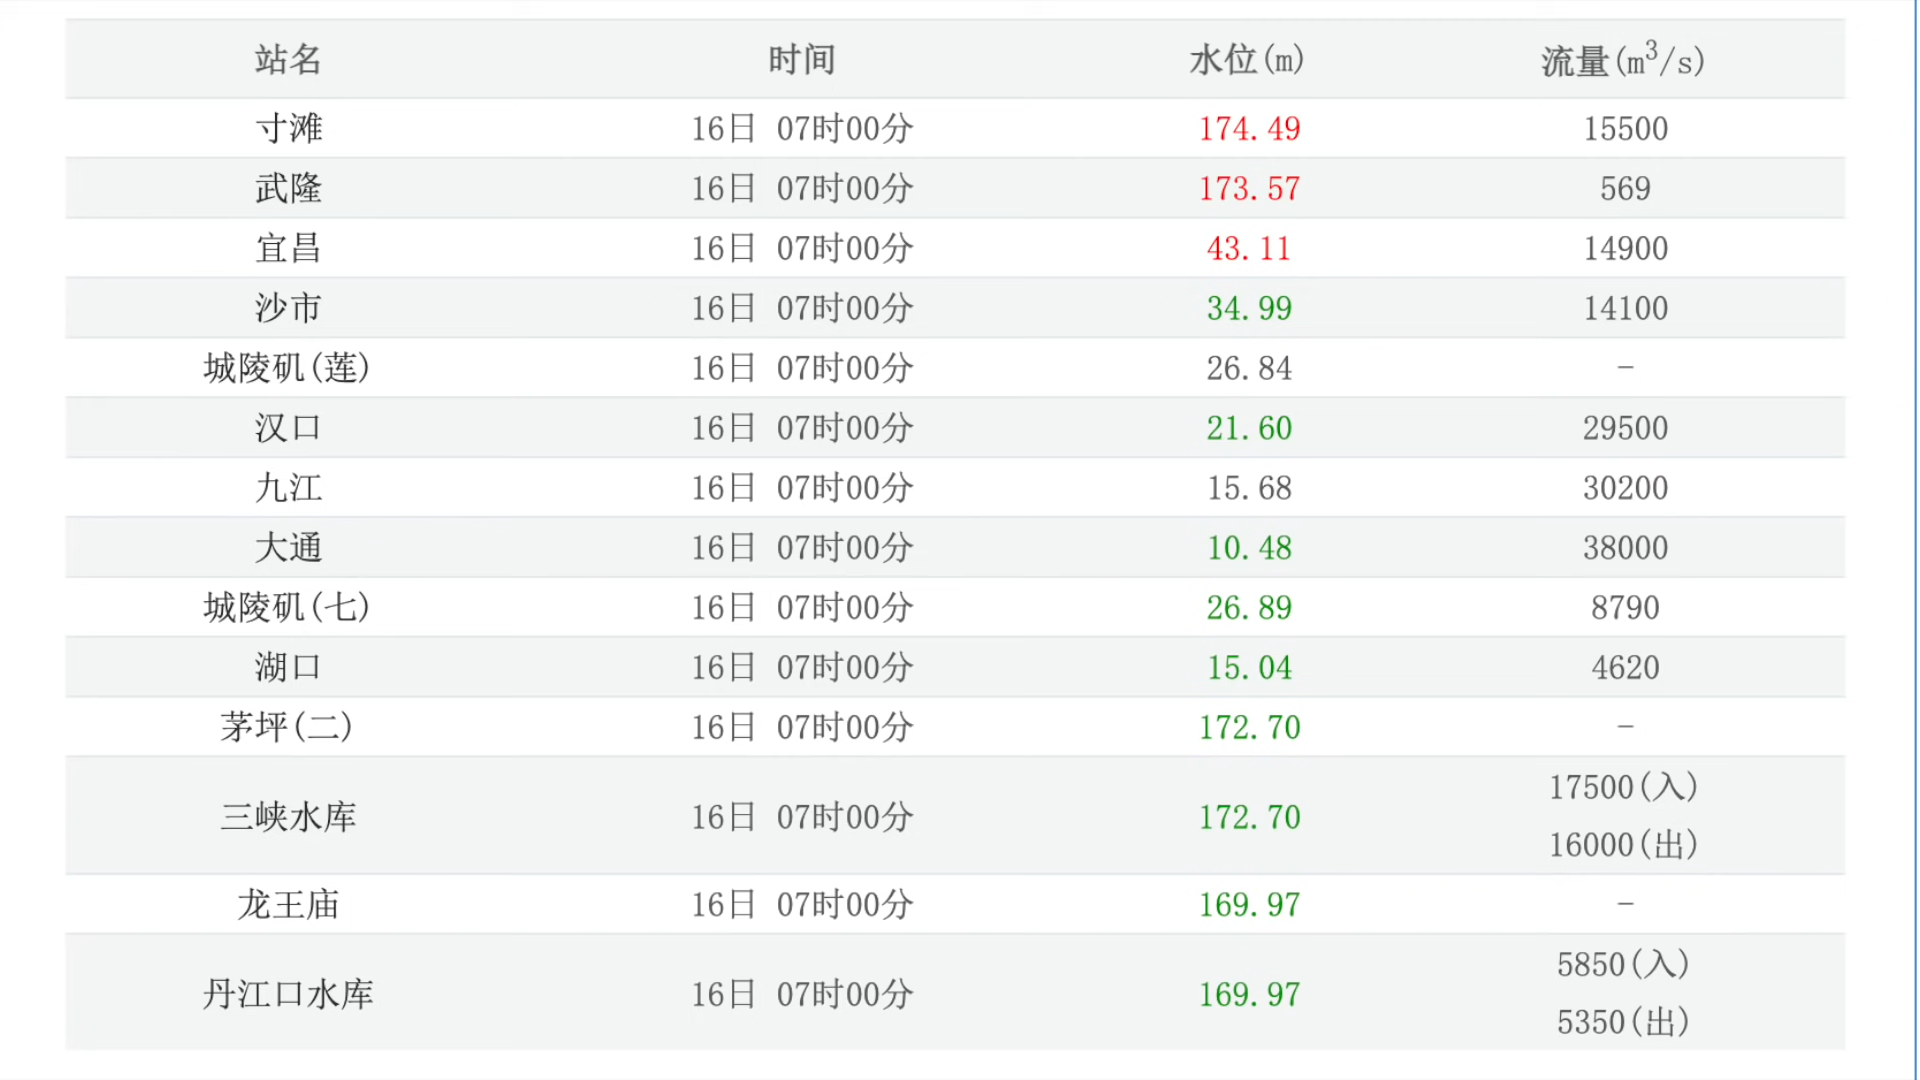 站名 时间 水位(m) 流量(m³/s)
寸滩 16日 07时00分 174.49 15500
武隆 16日 07时00分 173.57 569
宜昌 16日 07时00分 43.11 14900
沙市 16日 07时00分 34.99 14100
城陵矶(莲) 16日 07时00分 26.84 -
汉口 16日 07时00分 21.60 29500
九江 16日 07时00分 15.68 30200
大通 16日 07时00分 10.48 38000
城陵矶(七) 16日 07时00分 26.89 8790
湖口 16日 07时00分 15.04 4620
茅坪(二) 16日 07时00分 172.70 -
三峡水库 16日 07时00分 172.70 17500(入)
16000(出)
龙王庙 16日 07时00分 169.97 -
丹江口水库 16日 07时00分 169.97 5850(入)
5350(出)